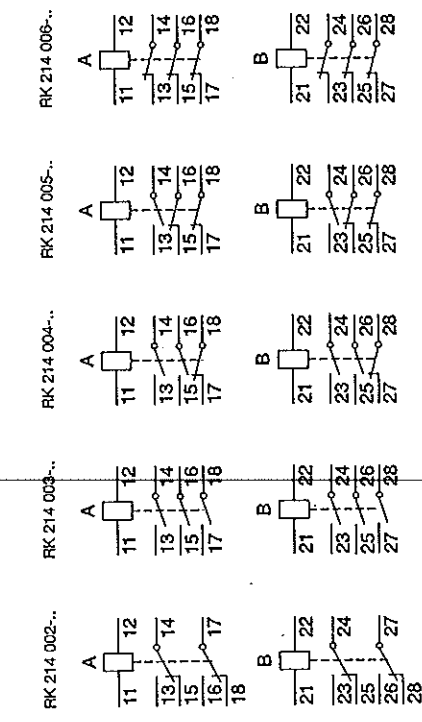 RK 214 002-..
A
11 12
13 14
15
16 17
18
B
21 22
23 24
25
26 27
28
RK 214 003-..
A
11 12
13 14
15 16
17 18
B
21 22
23 24
25 26
27 28
RK 214 004-..
A
11 12
13 14
15 16
17 18
B
21 22
23 24
25 26
27 28
RK 214 005-..
A
11 12
13 14
15 16
17 18
B
21 22
23 24
25 26
27 28
RK 214 006-..
A
11 12
13 14
15 16
17 18
B
21 22
23 24
25 26
27 28